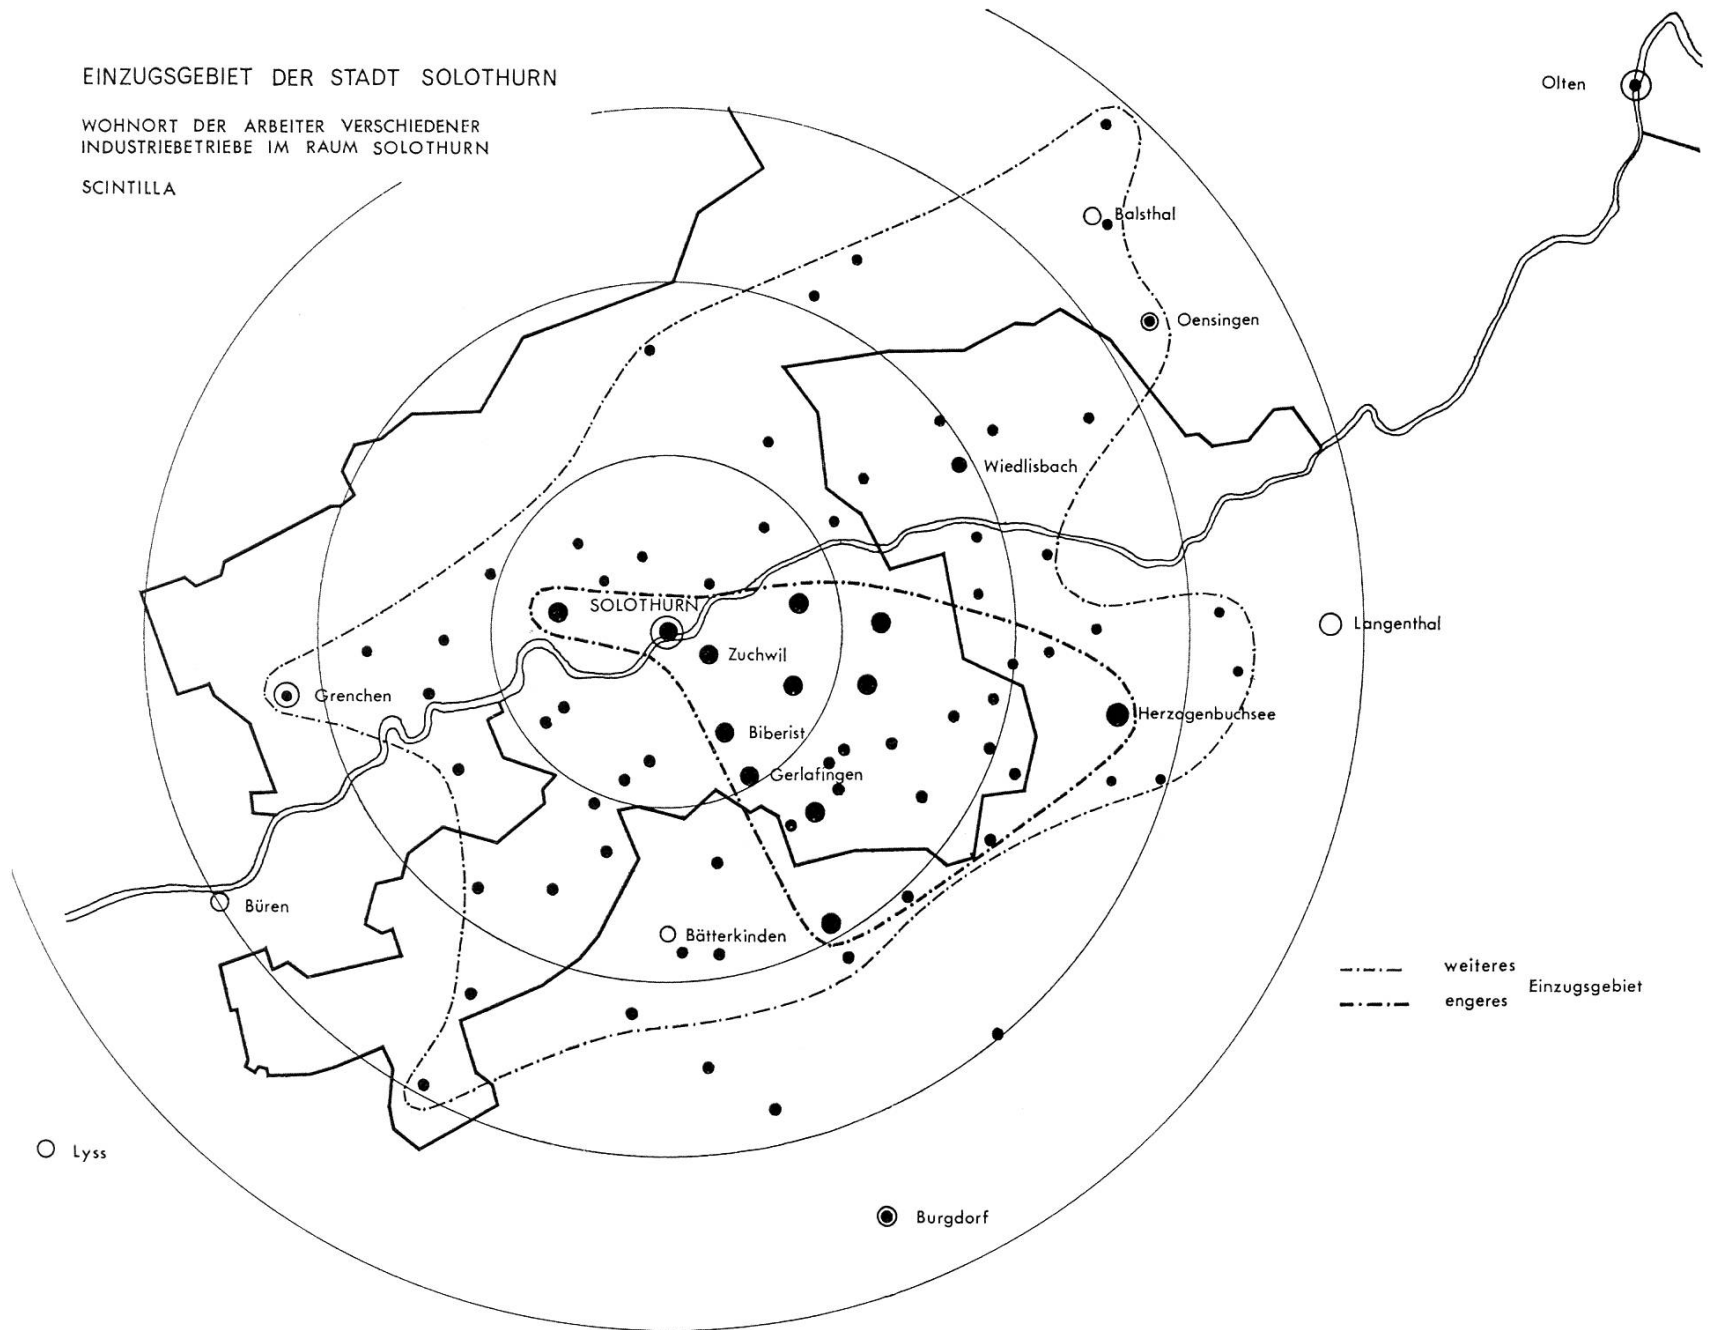 EINZUGSGEBIET DER STADT SOLOTHURN
WOHNORT DER ARBEITER VERSCHIEDENER
INDUSTRIEBETRIEBE IM RAUM SOLOTHURN
SCINTILLA
Olten
Balsthal
Oensingen
Wiedlisbach
SOLOTHURN
Langenthal
Zuchwil
Grenchen
Herzogenbuchsee
Biberist
Gerlafingen
Büren
Bätterkinden
weiteres
Einzugsgebiet
engeres
Lyss
Burgdorf